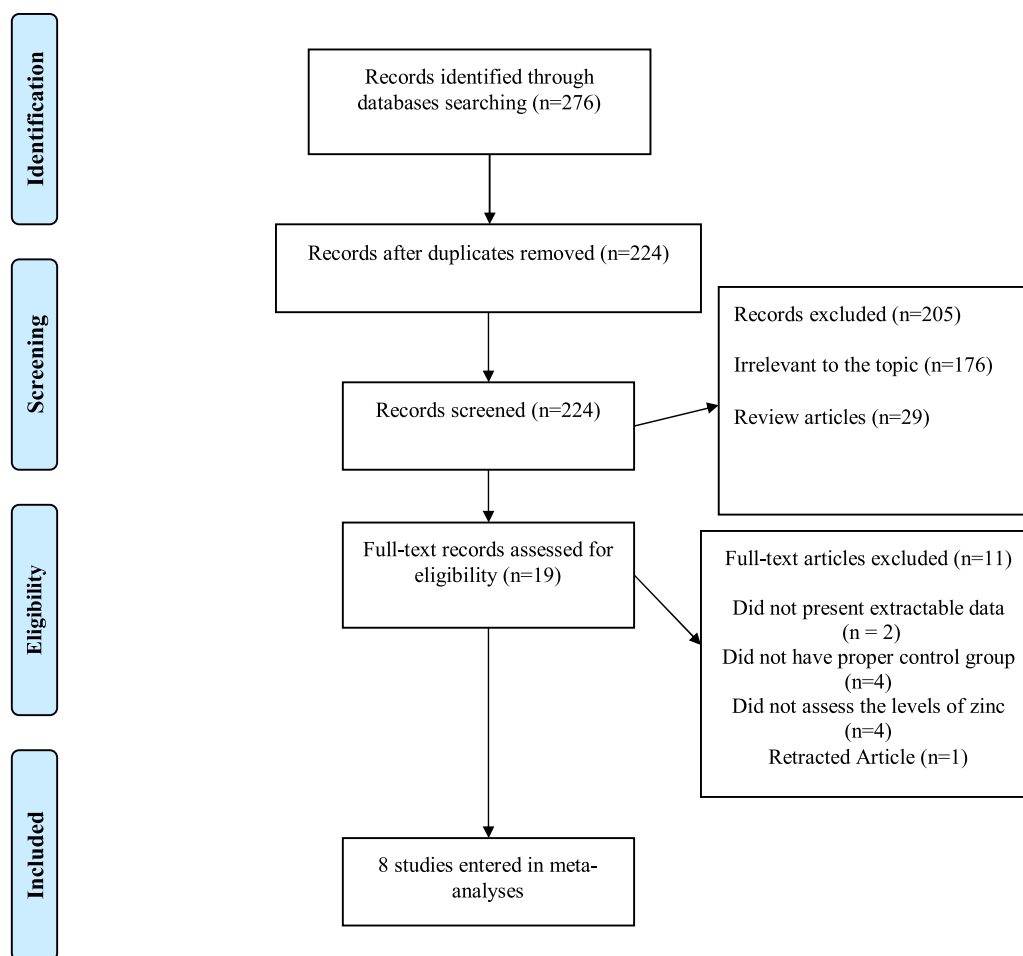 Identification
Records identified through
databases searching (n=276)
Records after duplicates removed (n=224)
Screening
Records screened (n=224)
Records excluded (n=205)
Irrelevant to the topic (n=176)
Review articles (n=29)
Eligibility
Full-text records assessed for
eligibility (n=19)
Full-text articles excluded (n=11)
Did not present extractable data
(n = 2)
Did not have proper control group
(n=4)
Did not assess the levels of zinc
(n=4)
Retracted Article (n=1)
Included
8 studies entered in meta-
analyses